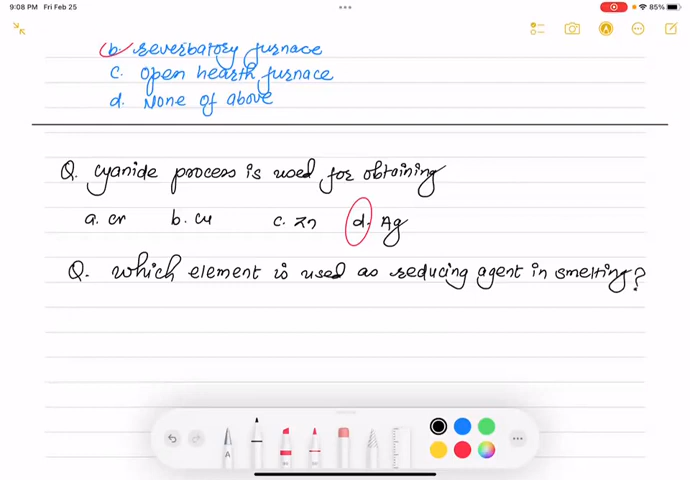 9:08 PM Fri Feb 25
85%
b. reverbatory furnace
c. open hearth furnace
d. None of above
Q. cyanide process is used for obtaining
a. cr b. cu c. Zn d. Ag
Q. which element is used as reducing agent in smelting?
A